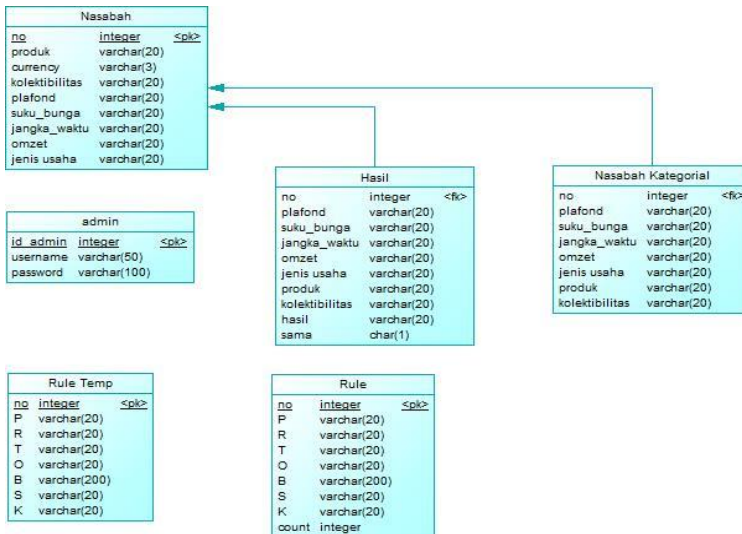 Nasabah
no integer <pk>
produk varchar(20)
currency varchar(3)
kolektibilitas varchar(20)
plafond varchar(20)
suku_bunga varchar(20)
jangka_waktu varchar(20)
omzet varchar(20)
jenis usaha varchar(20)
Hasil
no integer <fk>
plafond varchar(20)
suku_bunga varchar(20)
jangka_waktu varchar(20)
omzet varchar(20)
jenis usaha varchar(20)
produk varchar(20)
kolektibilitas varchar(20)
hasil varchar(20)
sama char(1)
Nasabah Kategorial
no integer <fk>
plafond varchar(20)
suku_bunga varchar(20)
jangka_waktu varchar(20)
omzet varchar(20)
jenis usaha varchar(20)
produk varchar(20)
kolektibilitas varchar(20)
admin
id_admin integer <pk>
username varchar(50)
password varchar(100)
Rule Temp
no integer <pk>
P varchar(20)
R varchar(20)
T varchar(20)
O varchar(20)
B varchar(200)
S varchar(20)
K varchar(20)
Rule
no integer <pk>
P varchar(20)
R varchar(20)
T varchar(20)
O varchar(20)
B varchar(200)
S varchar(20)
K varchar(20)
count integer